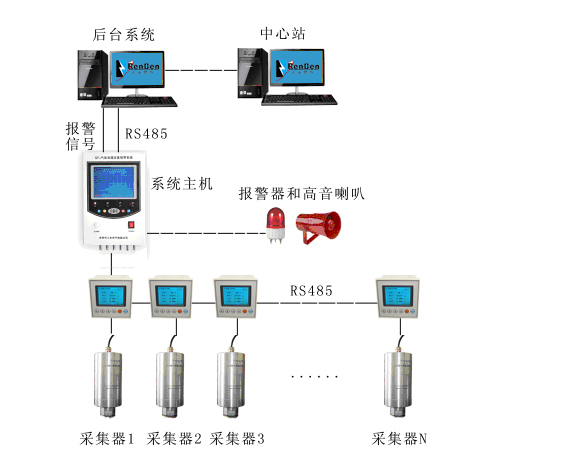 后台系统
中心站
RenDen
RenDen
报警
信号
RS485
系统主机
报警器和高音喇叭
RS485
......
采集器1
采集器2
采集器3
采集器N